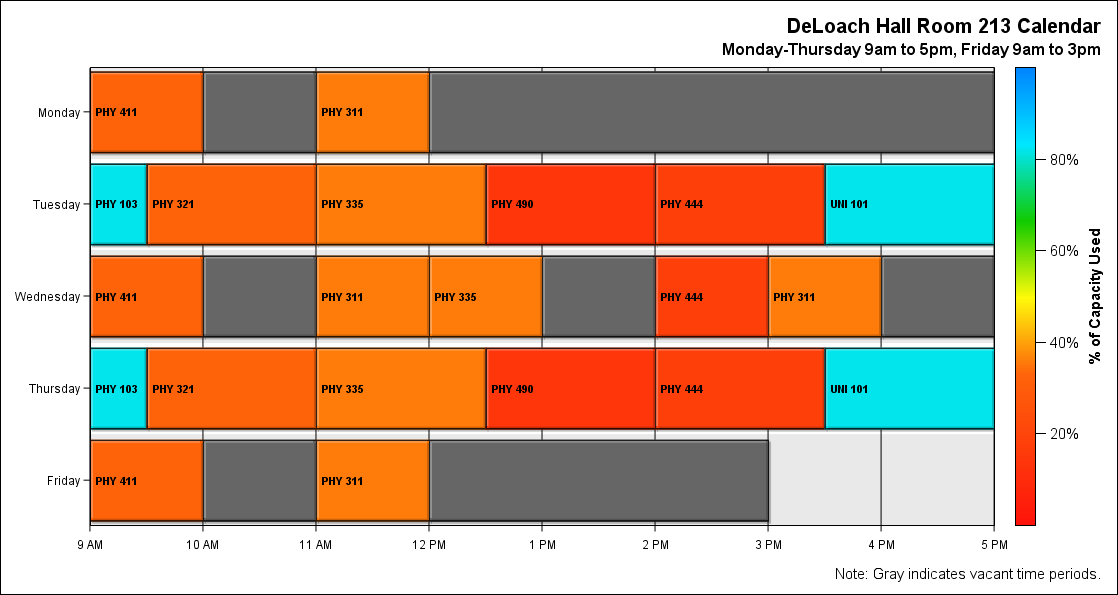 DeLoach Hall Room 213 Calendar
Monday-Thursday 9am to 5pm, Friday 9am to 3pm
Monday PHY 411 PHY 311
Tuesday PHY 103 PHY 321 PHY 335 PHY 490 PHY 444 UNI 101
Wednesday PHY 411 PHY 311 PHY 335 PHY 444 PHY 311
Thursday PHY 103 PHY 321 PHY 335 PHY 490 PHY 444 UNI 101
Friday PHY 411 PHY 311
9 AM 10 AM 11 AM 12 PM 1 PM 2 PM 3 PM 4 PM 5 PM
80%
60%
40%
20%
% of Capacity Used
Note: Gray indicates vacant time periods.